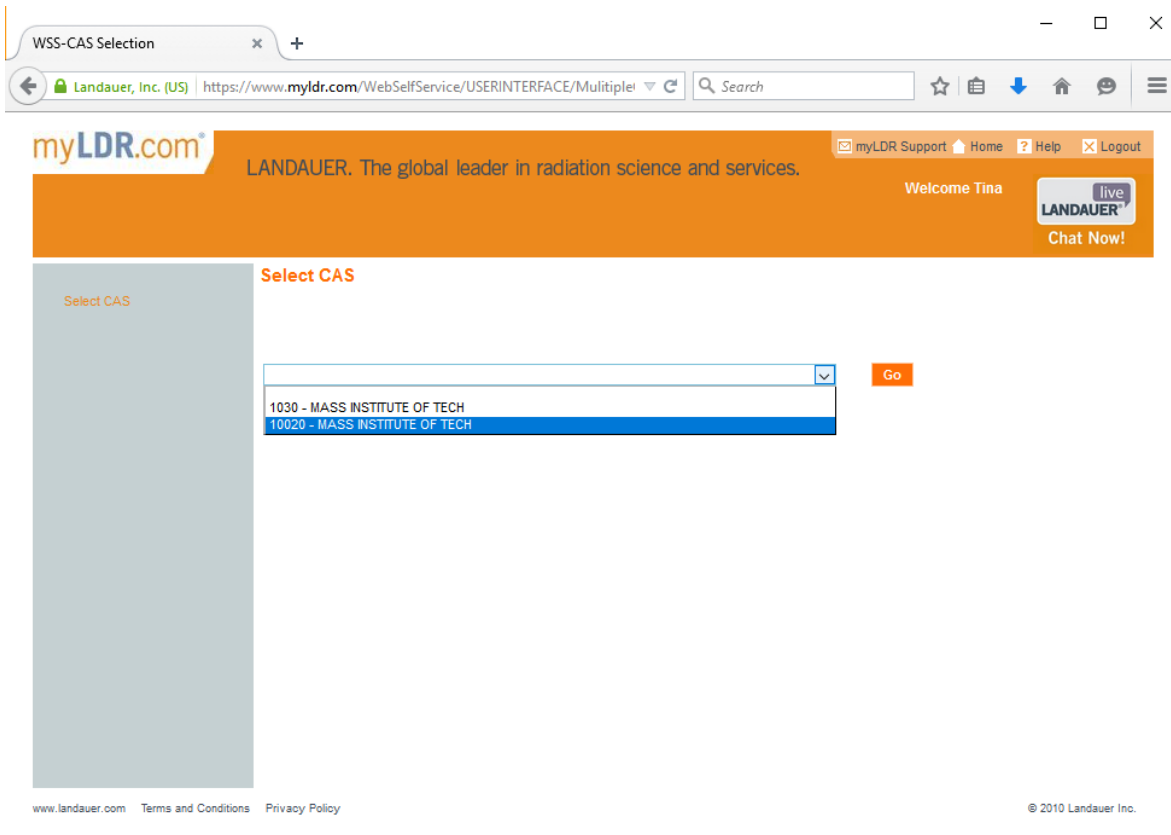 WSS-CAS Selection
Landauer, Inc. (US) https://www.myldr.com/WebSelfService/USERINTERFACE/Mulitiple Search
myLDR.com®
LANDAUER. The global leader in radiation science and services.
myLDR Support Home ? Help Logout
Welcome Tina
live
LANDAUER®
Chat Now!
Select CAS
Select CAS
Go
1030 - MASS INSTITUTE OF TECH
10020 - MASS INSTITUTE OF TECH
www.landauer.com Terms and Conditions Privacy Policy © 2010 Landauer Inc.